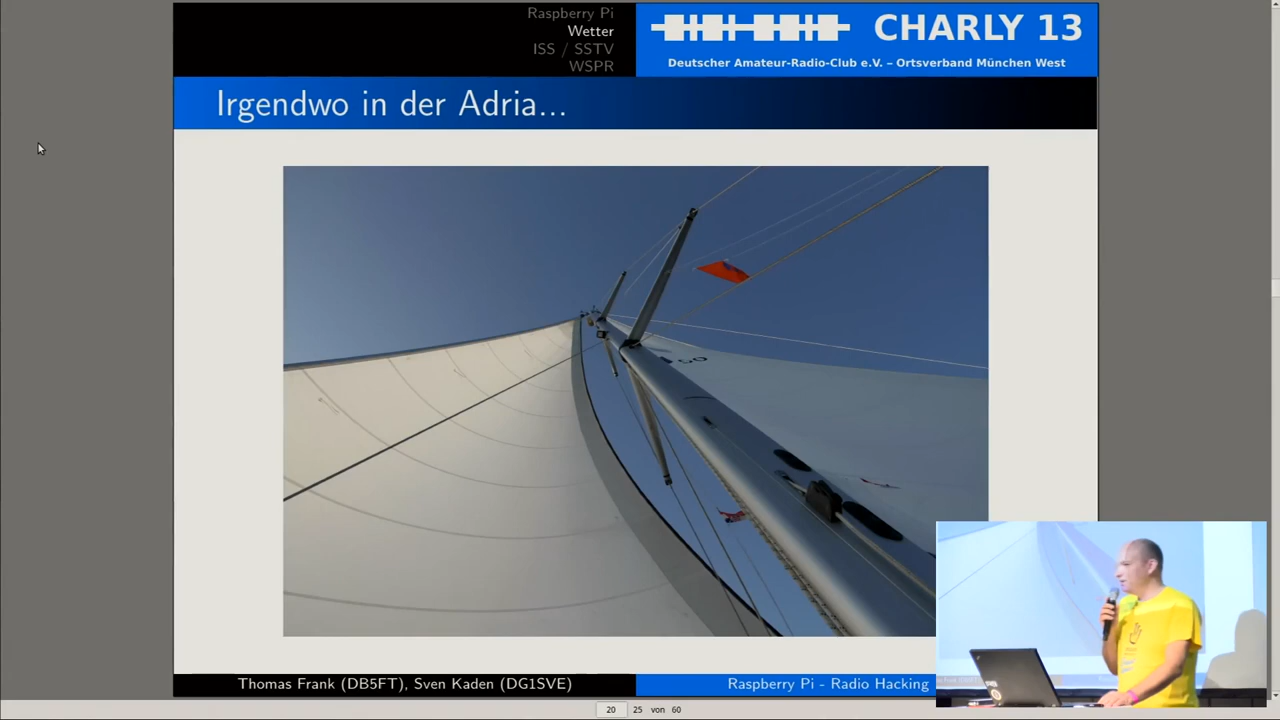 Raspberry Pi
Wetter
ISS / SSTV
WSPR
CHARLY 13
Deutscher Amateur-Radio-Club e.V. – Ortsverband München West
Irgendwo in der Adria...
50
Thomas Frank (DB5FT), Sven Kaden (DG1SVE)
Raspberry Pi - Radio Hacking
20 25 von 60